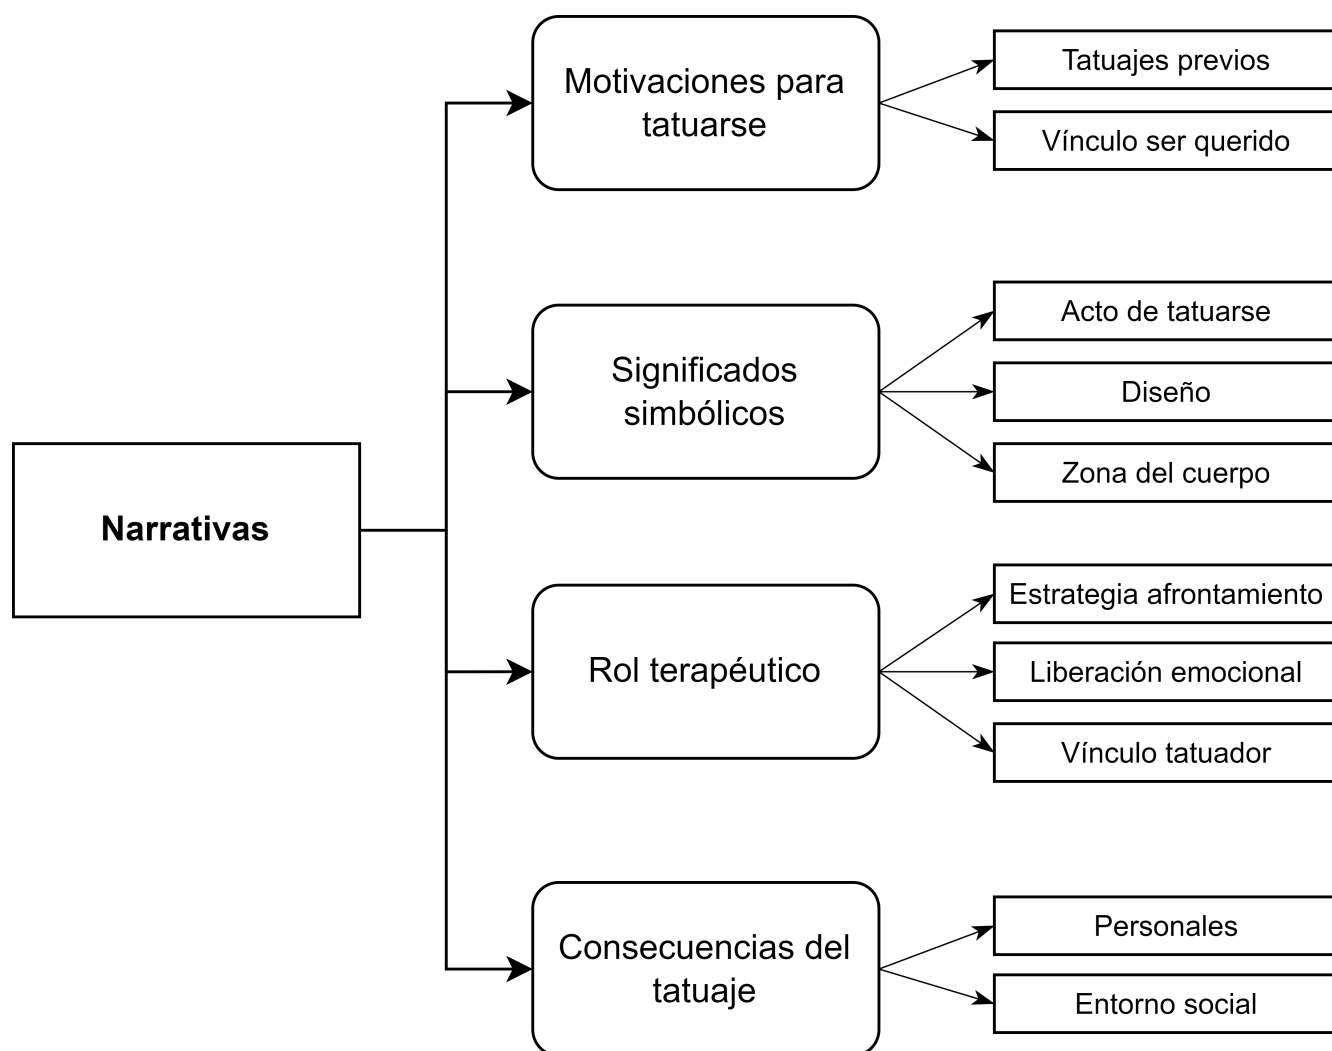 Narrativas
Motivaciones para
tatuarse
Tatuajes previos
Vínculo ser querido
Significados
simbólicos
Acto de tatuarse
Diseño
Zona del cuerpo
Rol terapéutico
Estrategia afrontamiento
Liberación emocional
Vínculo tatuador
Consecuencias del
tatuaje
Personales
Entorno social